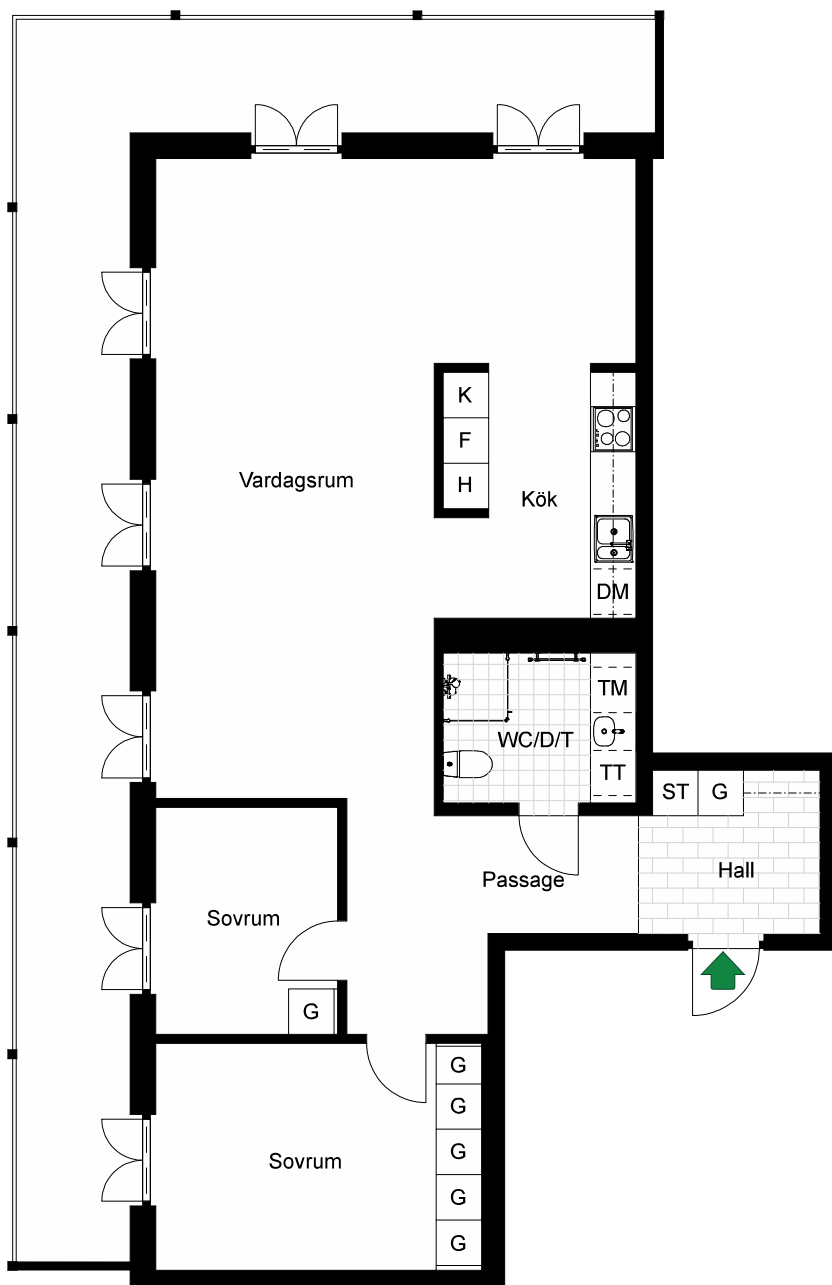 K
F
H
Vardagsrum
Kök
DM
TM
WC/D/T
TT
ST G
Hall
Passage
Sovrum
G
G
G
G
G
G
Sovrum